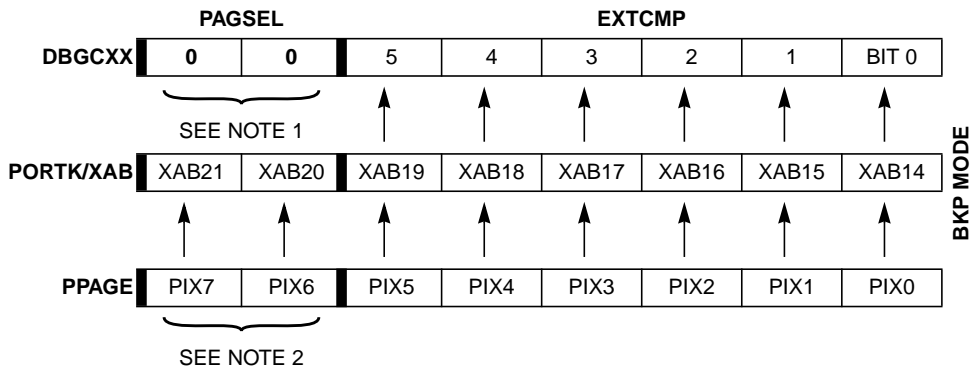 PAGSEL EXTCMP
DBGCXX 0 0 5 4 3 2 1 BIT 0
SEE NOTE 1
PORTK/XAB XAB21 XAB20 XAB19 XAB18 XAB17 XAB16 XAB15 XAB14
BKP MODE
PPAGE PIX7 PIX6 PIX5 PIX4 PIX3 PIX2 PIX1 PIX0
SEE NOTE 2